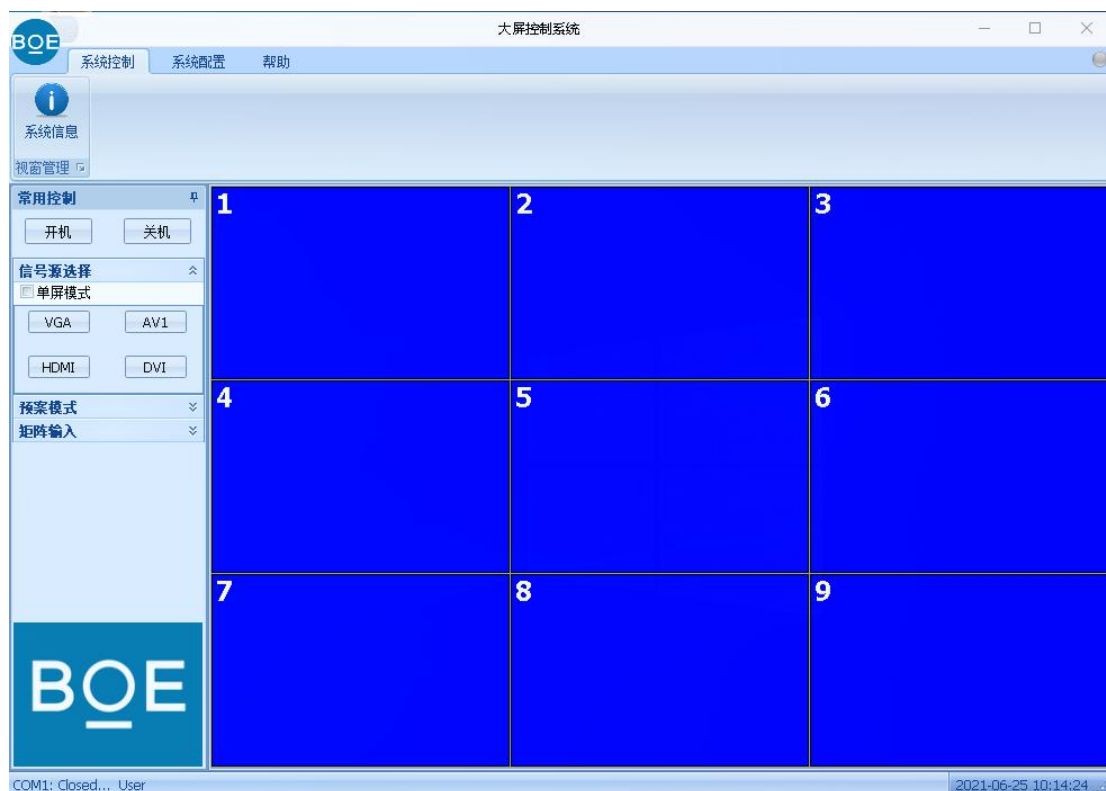 BOE
大屏控制系统
系统控制 系统配置 帮助
系统信息
视窗管理
常用控制
开机 关机
信号源选择
单屏模式
VGA AV1
HDMI DVI
预案模式
矩阵输入
1 2 3
4 5 6
7 8 9
BOE
COM1: Closed... User
2021-06-25 10:14:24